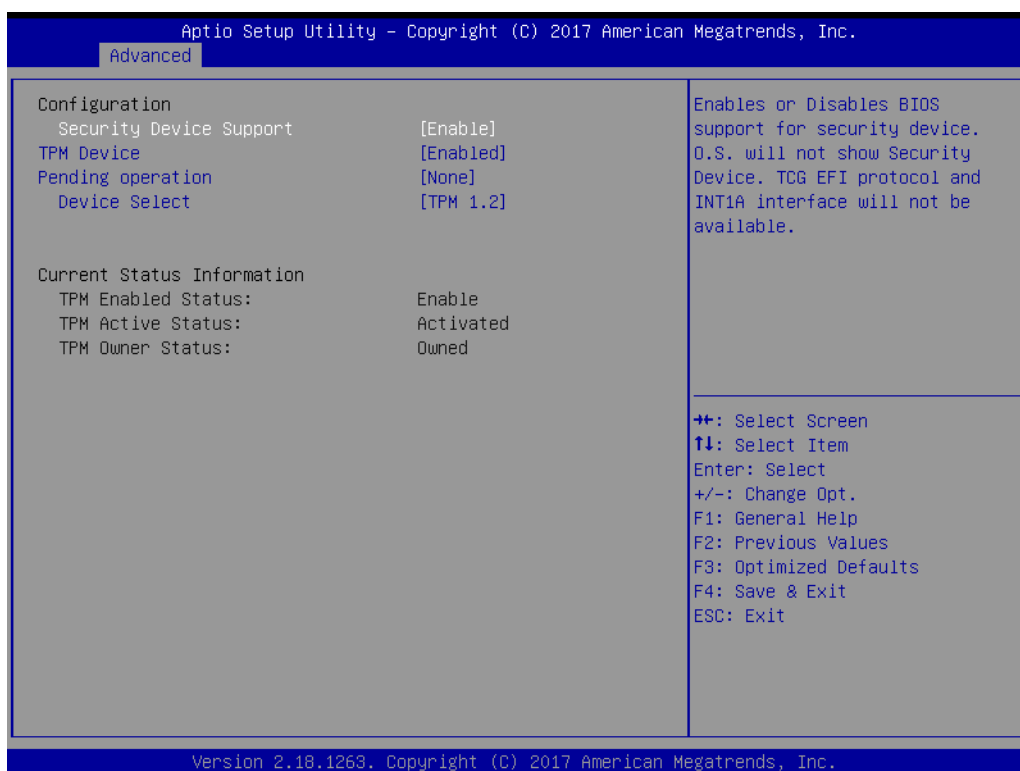 Aptio Setup Utility – Copyright (C) 2017 American Megatrends, Inc.
Advanced
Configuration
Security Device Support [Enable]
TPM Device [Enabled]
Pending operation [None]
Device Select [TPM 1.2]
Current Status Information
TPM Enabled Status: Enable
TPM Active Status: Activated
TPM Owner Status: Owned
Enables or Disables BIOS
support for security device.
O.S. will not show Security
Device. TCG EFI protocol and
INT1A interface will not be
available.
→←: Select Screen
↑↓: Select Item
Enter: Select
+/-: Change Opt.
F1: General Help
F2: Previous Values
F3: Optimized Defaults
F4: Save & Exit
ESC: Exit
Version 2.18.1263. Copyright (C) 2017 American Megatrends, Inc.